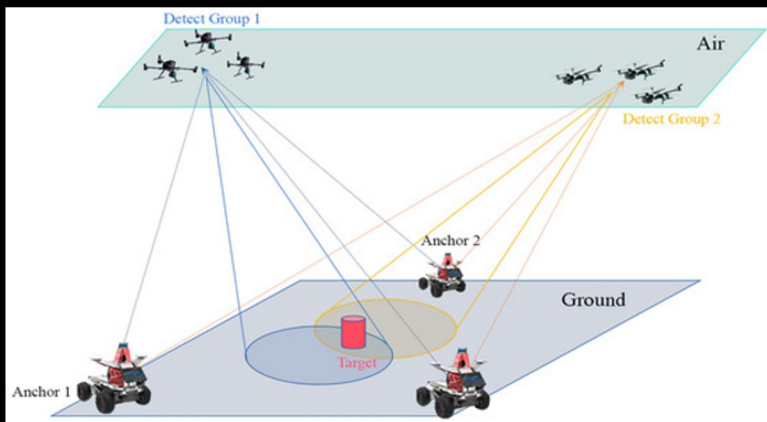 Detect Group 1
Air
Detect Group 2
Anchor 2
Ground
Target
Anchor 1